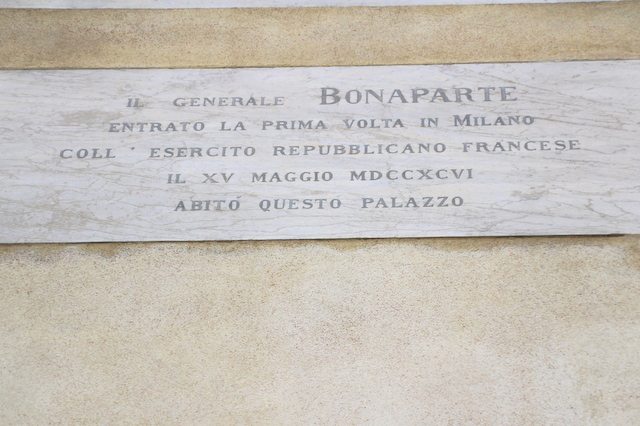 IL GENERALE BONAPARTE
ENTRATO LA PRIMA VOLTA IN MILANO
COLL' ESERCITO REPUBBLICANO FRANCESE
IL XV MAGGIO MDCCXCVI
ABITÓ QUESTO PALAZZO